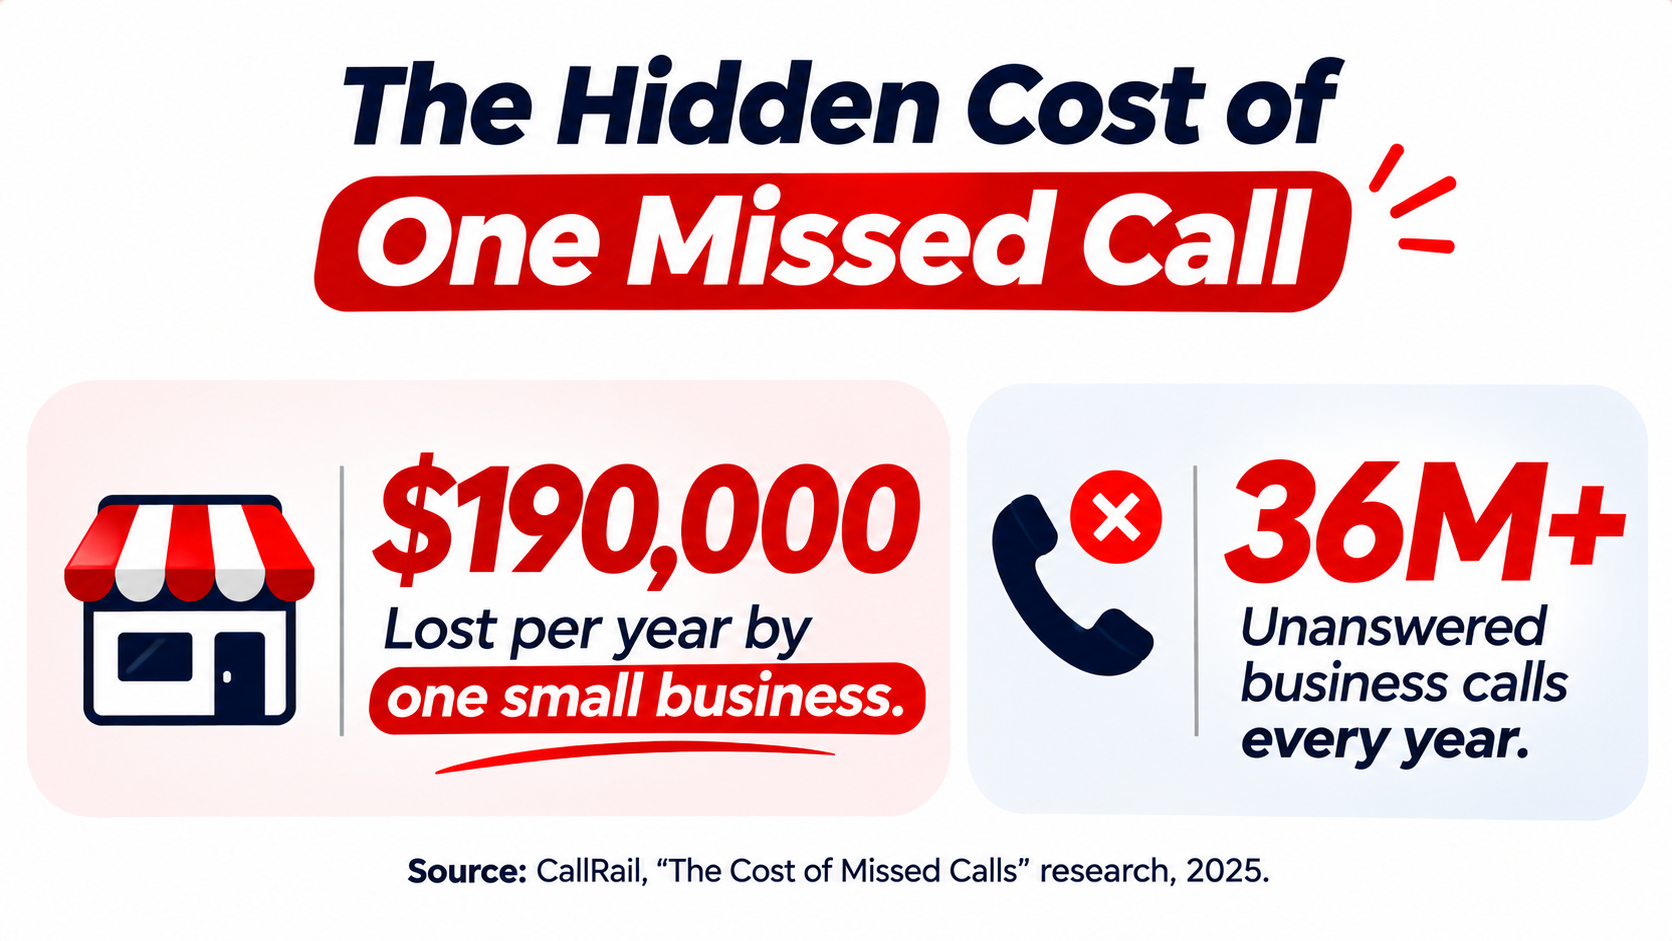 The Hidden Cost of
One Missed Call
$190,000
Lost per year by
one small business.
36M+
Unanswered
business calls
every year.
Source: CallRail, “The Cost of Missed Calls” research, 2025.